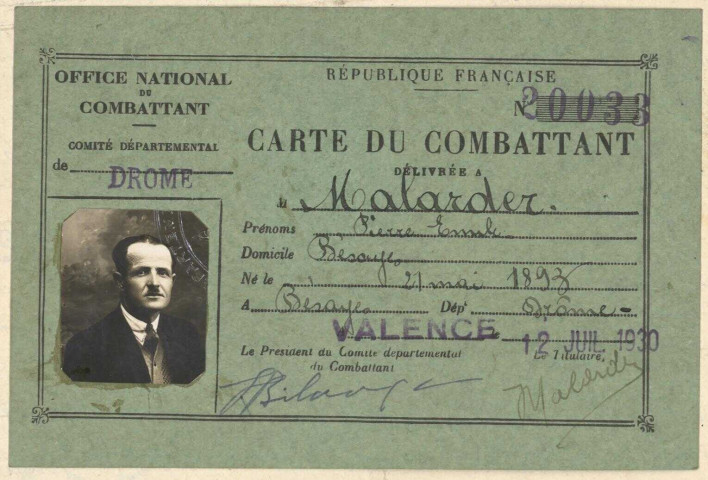 OFFICE NATIONAL
DU
COMBATTANT
COMITÉ DÉPARTEMENTAL
de DROME
RÉPUBLIQUE FRANÇAISE
N° 20033
CARTE DU COMBATTANT
DÉLIVRÉE A
M Malarder.
Prénoms Pierre Emile
Domicile Bésayes
Né le 21 mai 1893
A Bésayes Dépt Drôme
VALENCE 12 JUIL 1930
Le Président du Comité départemental
du Combattant
Le Titulaire,
Malarder